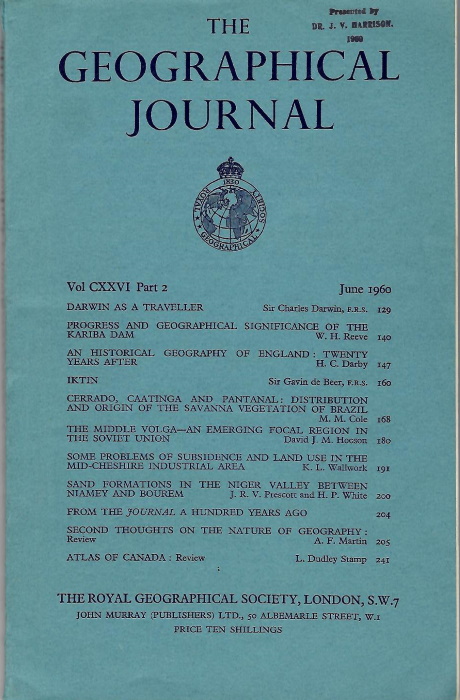 Presented by
DR. J. V. HARRISON.
1960
THE
GEOGRAPHICAL
JOURNAL
ROYAL
1830
SOCIETY
GEOGRAPHICAL
Vol CXXVI Part 2 June 1960
DARWIN AS A TRAVELLER Sir Charles Darwin, F.R.S. 129
PROGRESS AND GEOGRAPHICAL SIGNIFICANCE OF THE
KARIBA DAM W. H. Reeve 140
AN HISTORICAL GEOGRAPHY OF ENGLAND : TWENTY
YEARS AFTER H. C. Darby 147
IKTIN Sir Gavin de Beer, F.R.S. 160
CERRADO, CAATINGA AND PANTANAL: DISTRIBUTION
AND ORIGIN OF THE SAVANNA VEGETATION OF BRAZIL
M. M. Cole 168
THE MIDDLE VOLGA—AN EMERGING FOCAL REGION IN
THE SOVIET UNION David J. M. Hooson 180
SOME PROBLEMS OF SUBSIDENCE AND LAND USE IN THE
MID-CHESHIRE INDUSTRIAL AREA K. L. Wallwork 191
SAND FORMATIONS IN THE NIGER VALLEY BETWEEN
NIAMEY AND BOUREM J. R. V. Prescott and H. P. White 200
FROM THE JOURNAL A HUNDRED YEARS AGO 204
SECOND THOUGHTS ON THE NATURE OF GEOGRAPHY :
Review A. F. Martin 205
ATLAS OF CANADA : Review L. Dudley Stamp 241
THE ROYAL GEOGRAPHICAL SOCIETY, LONDON, S.W.7
JOHN MURRAY (PUBLISHERS) LTD., 50 ALBEMARLE STREET, W.1
PRICE TEN SHILLINGS